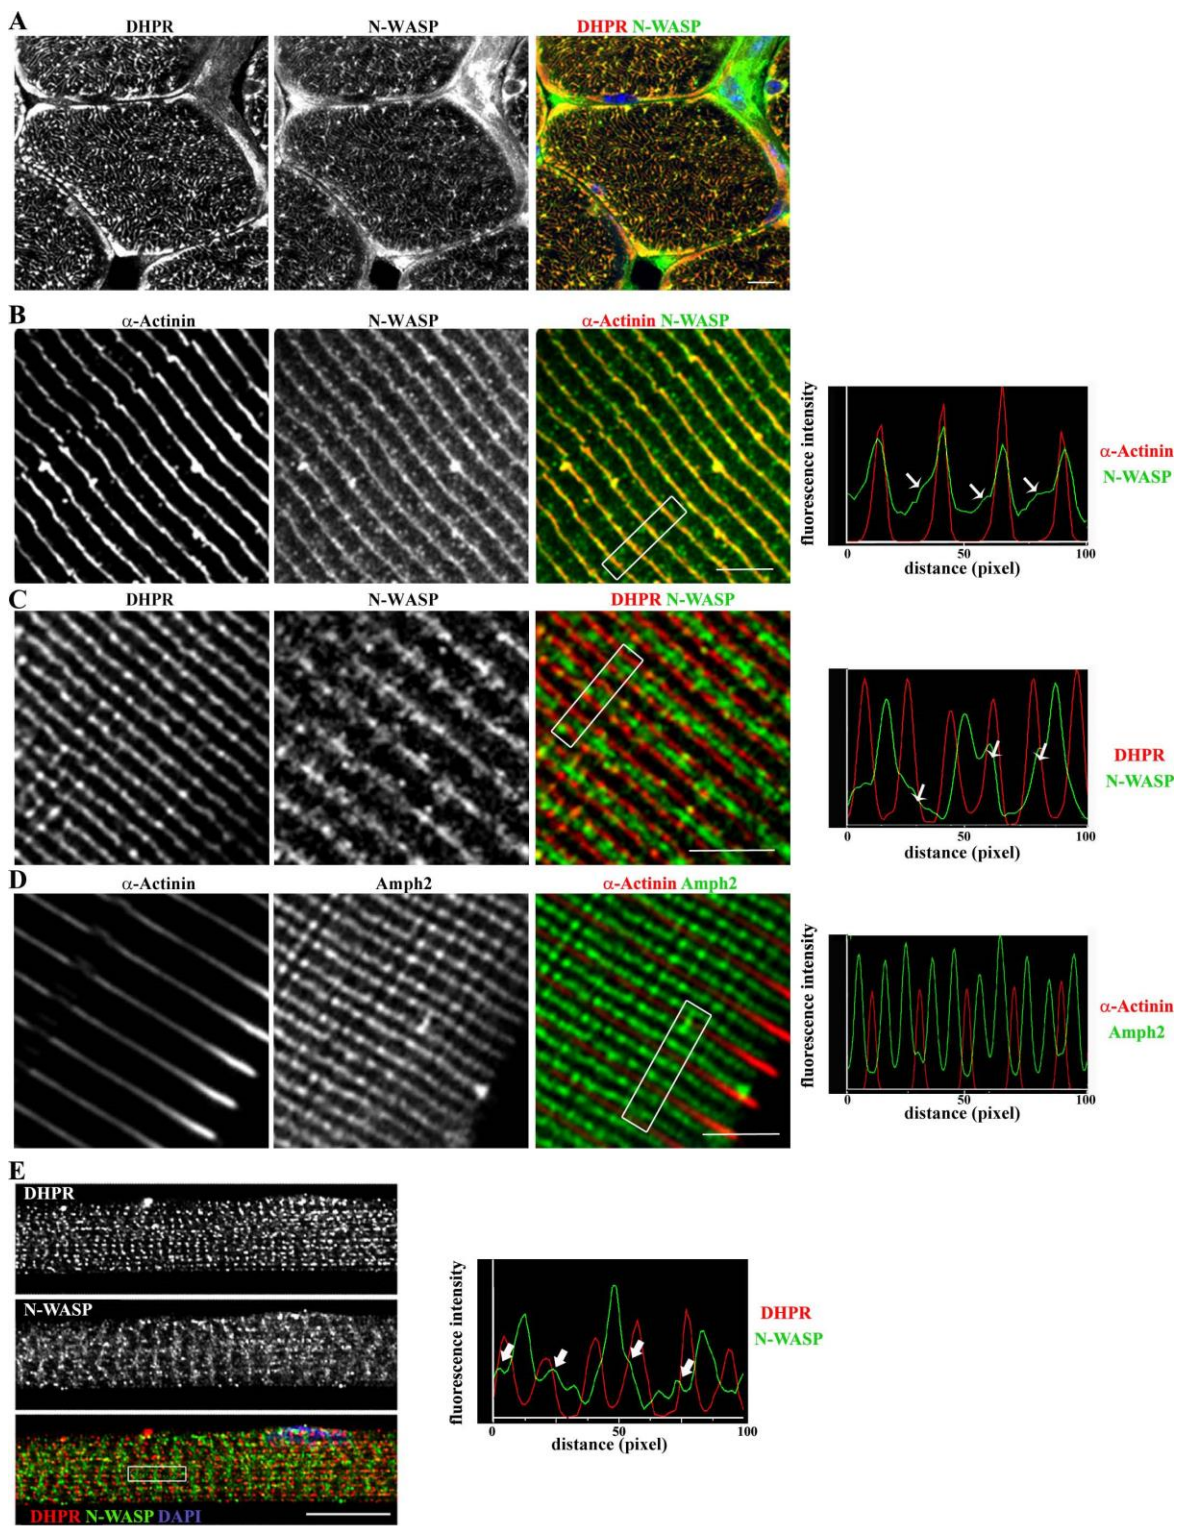 A
DHPR N-WASP DHPR N-WASP
B
α-Actinin N-WASP α-Actinin N-WASP
fluorescence intensity
α-Actinin
N-WASP
0 50 100
distance (pixel)
C
DHPR N-WASP DHPR N-WASP
fluorescence intensity
DHPR
N-WASP
0 50 100
distance (pixel)
D
α-Actinin Amph2 α-Actinin Amph2
fluorescence intensity
α-Actinin
Amph2
0 50 100
distance (pixel)
E
DHPR
N-WASP
DHPR N-WASP DAPI
fluorescence intensity
DHPR
N-WASP
0 50 100
distance (pixel)